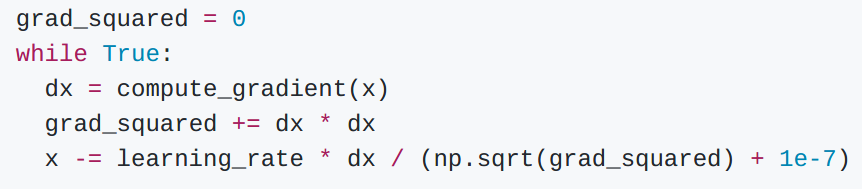 grad_squared = 0
while True:
  dx = compute_gradient(x)
  grad_squared += dx * dx
  x -= learning_rate * dx / (np.sqrt(grad_squared) + 1e-7)